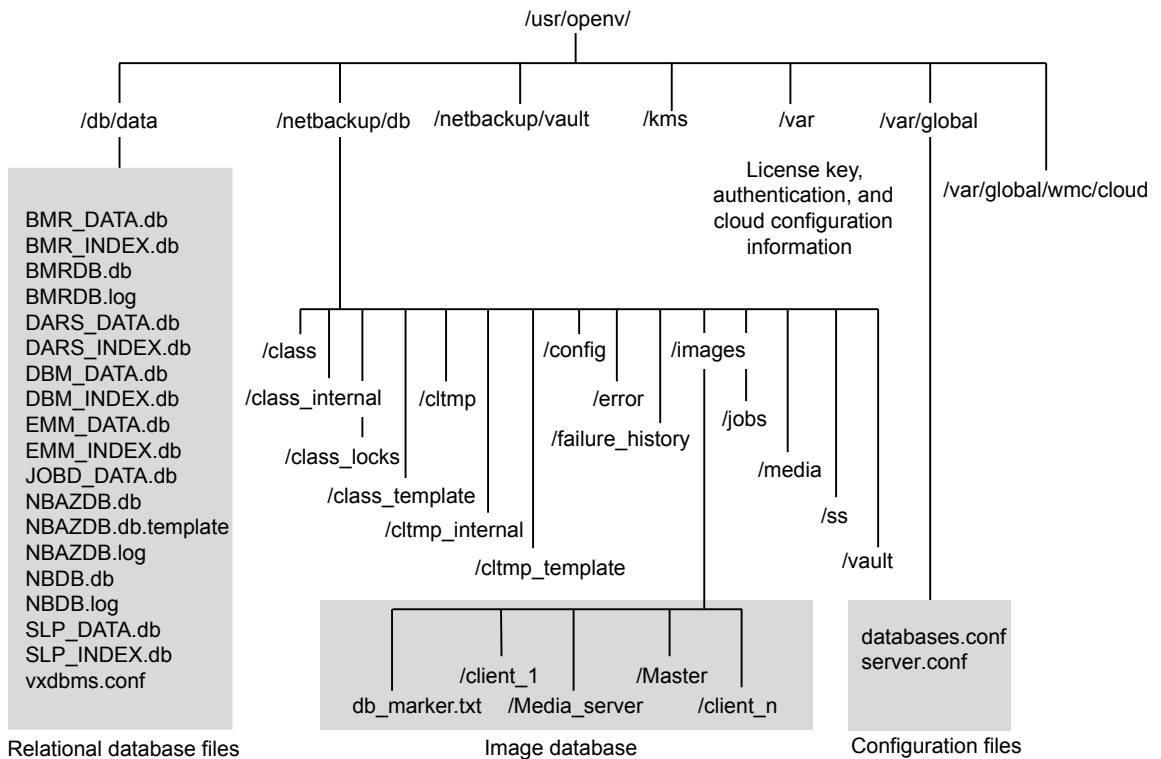 /usr/openv/
/db/data
/netbackup/db
/netbackup/vault
/kms
/var
/var/global
License key,
authentication, and
cloud configuration
information
/var/global/wmc/cloud
BMR_DATA.db
BMR_INDEX.db
BMRDB.db
BMRDB.log
DARS_DATA.db
DARS_INDEX.db
DBM_DATA.db
DBM_INDEX.db
EMM_DATA.db
EMM_INDEX.db
JOBD_DATA.db
NBAZDB.db
NBAZDB.db.template
NBAZDB.log
NBDB.db
NBDB.log
SLP_DATA.db
SLP_INDEX.db
vxdbms.conf
Relational database files
/class
/class_internal
/class_locks
/class_template
/cltmp
/cltmp_internal
/cltmp_template
/config
/error
/failure_history
/images
/jobs
/media
/ss
/vault
db_marker.txt
/client_1
/Media_server
/Master
/client_n
Image database
databases.conf
server.conf
Configuration files